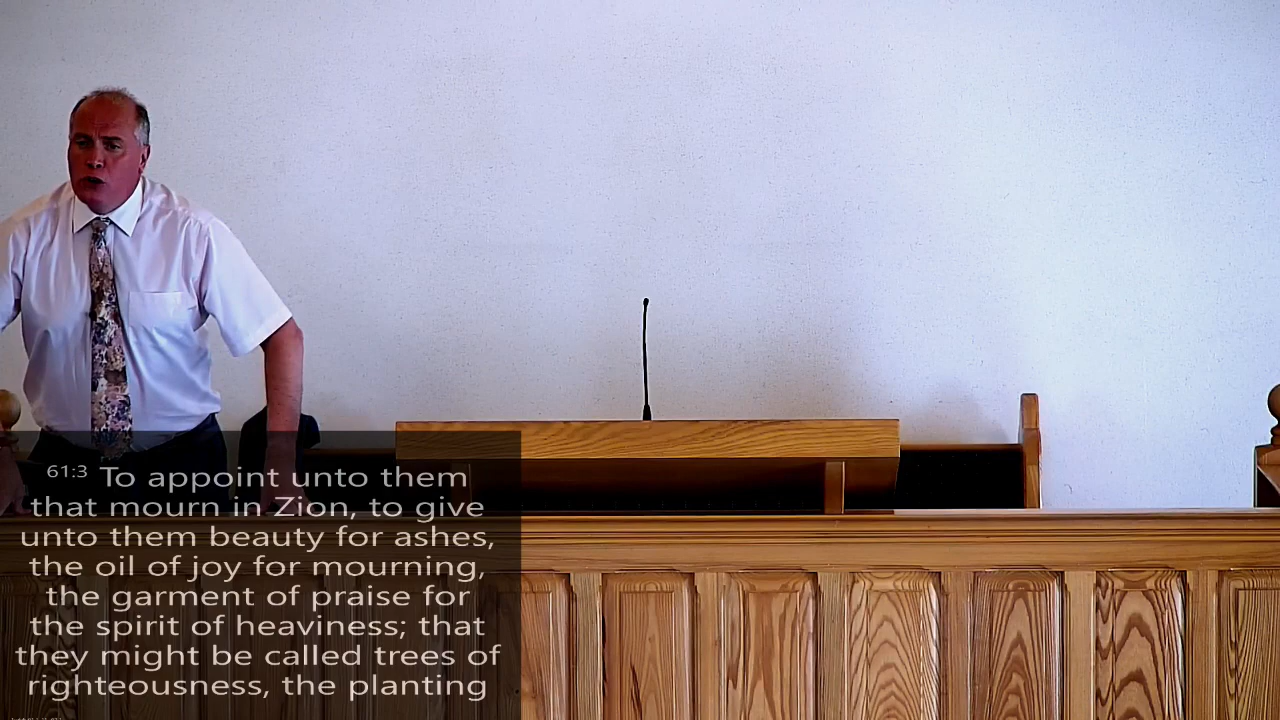 61:3 To appoint unto them
that mourn in Zion, to give
unto them beauty for ashes,
the oil of joy for mourning,
the garment of praise for
the spirit of heaviness; that
they might be called trees of
righteousness, the planting